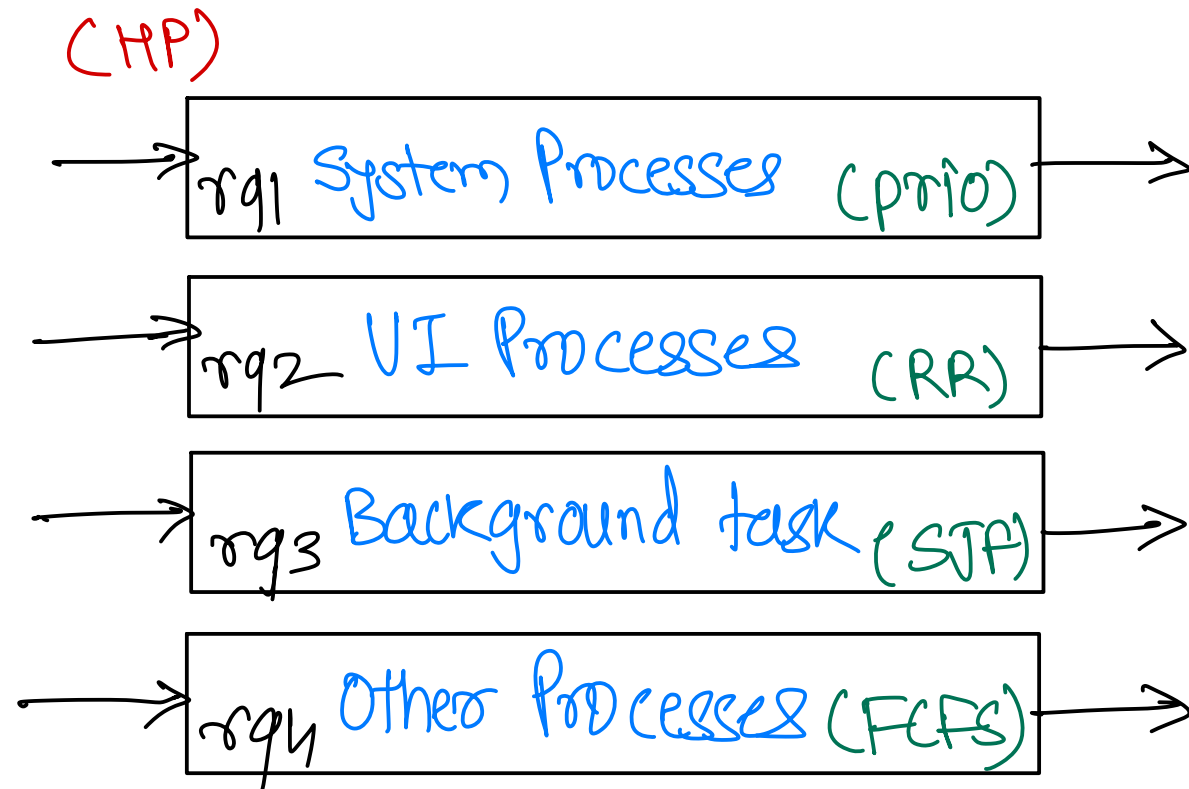 (HP)
rq1 System Processes (prio)
rq2 UI Processes (RR)
rq3 Background task (SJF)
rq4 Other Processes (FCFS)